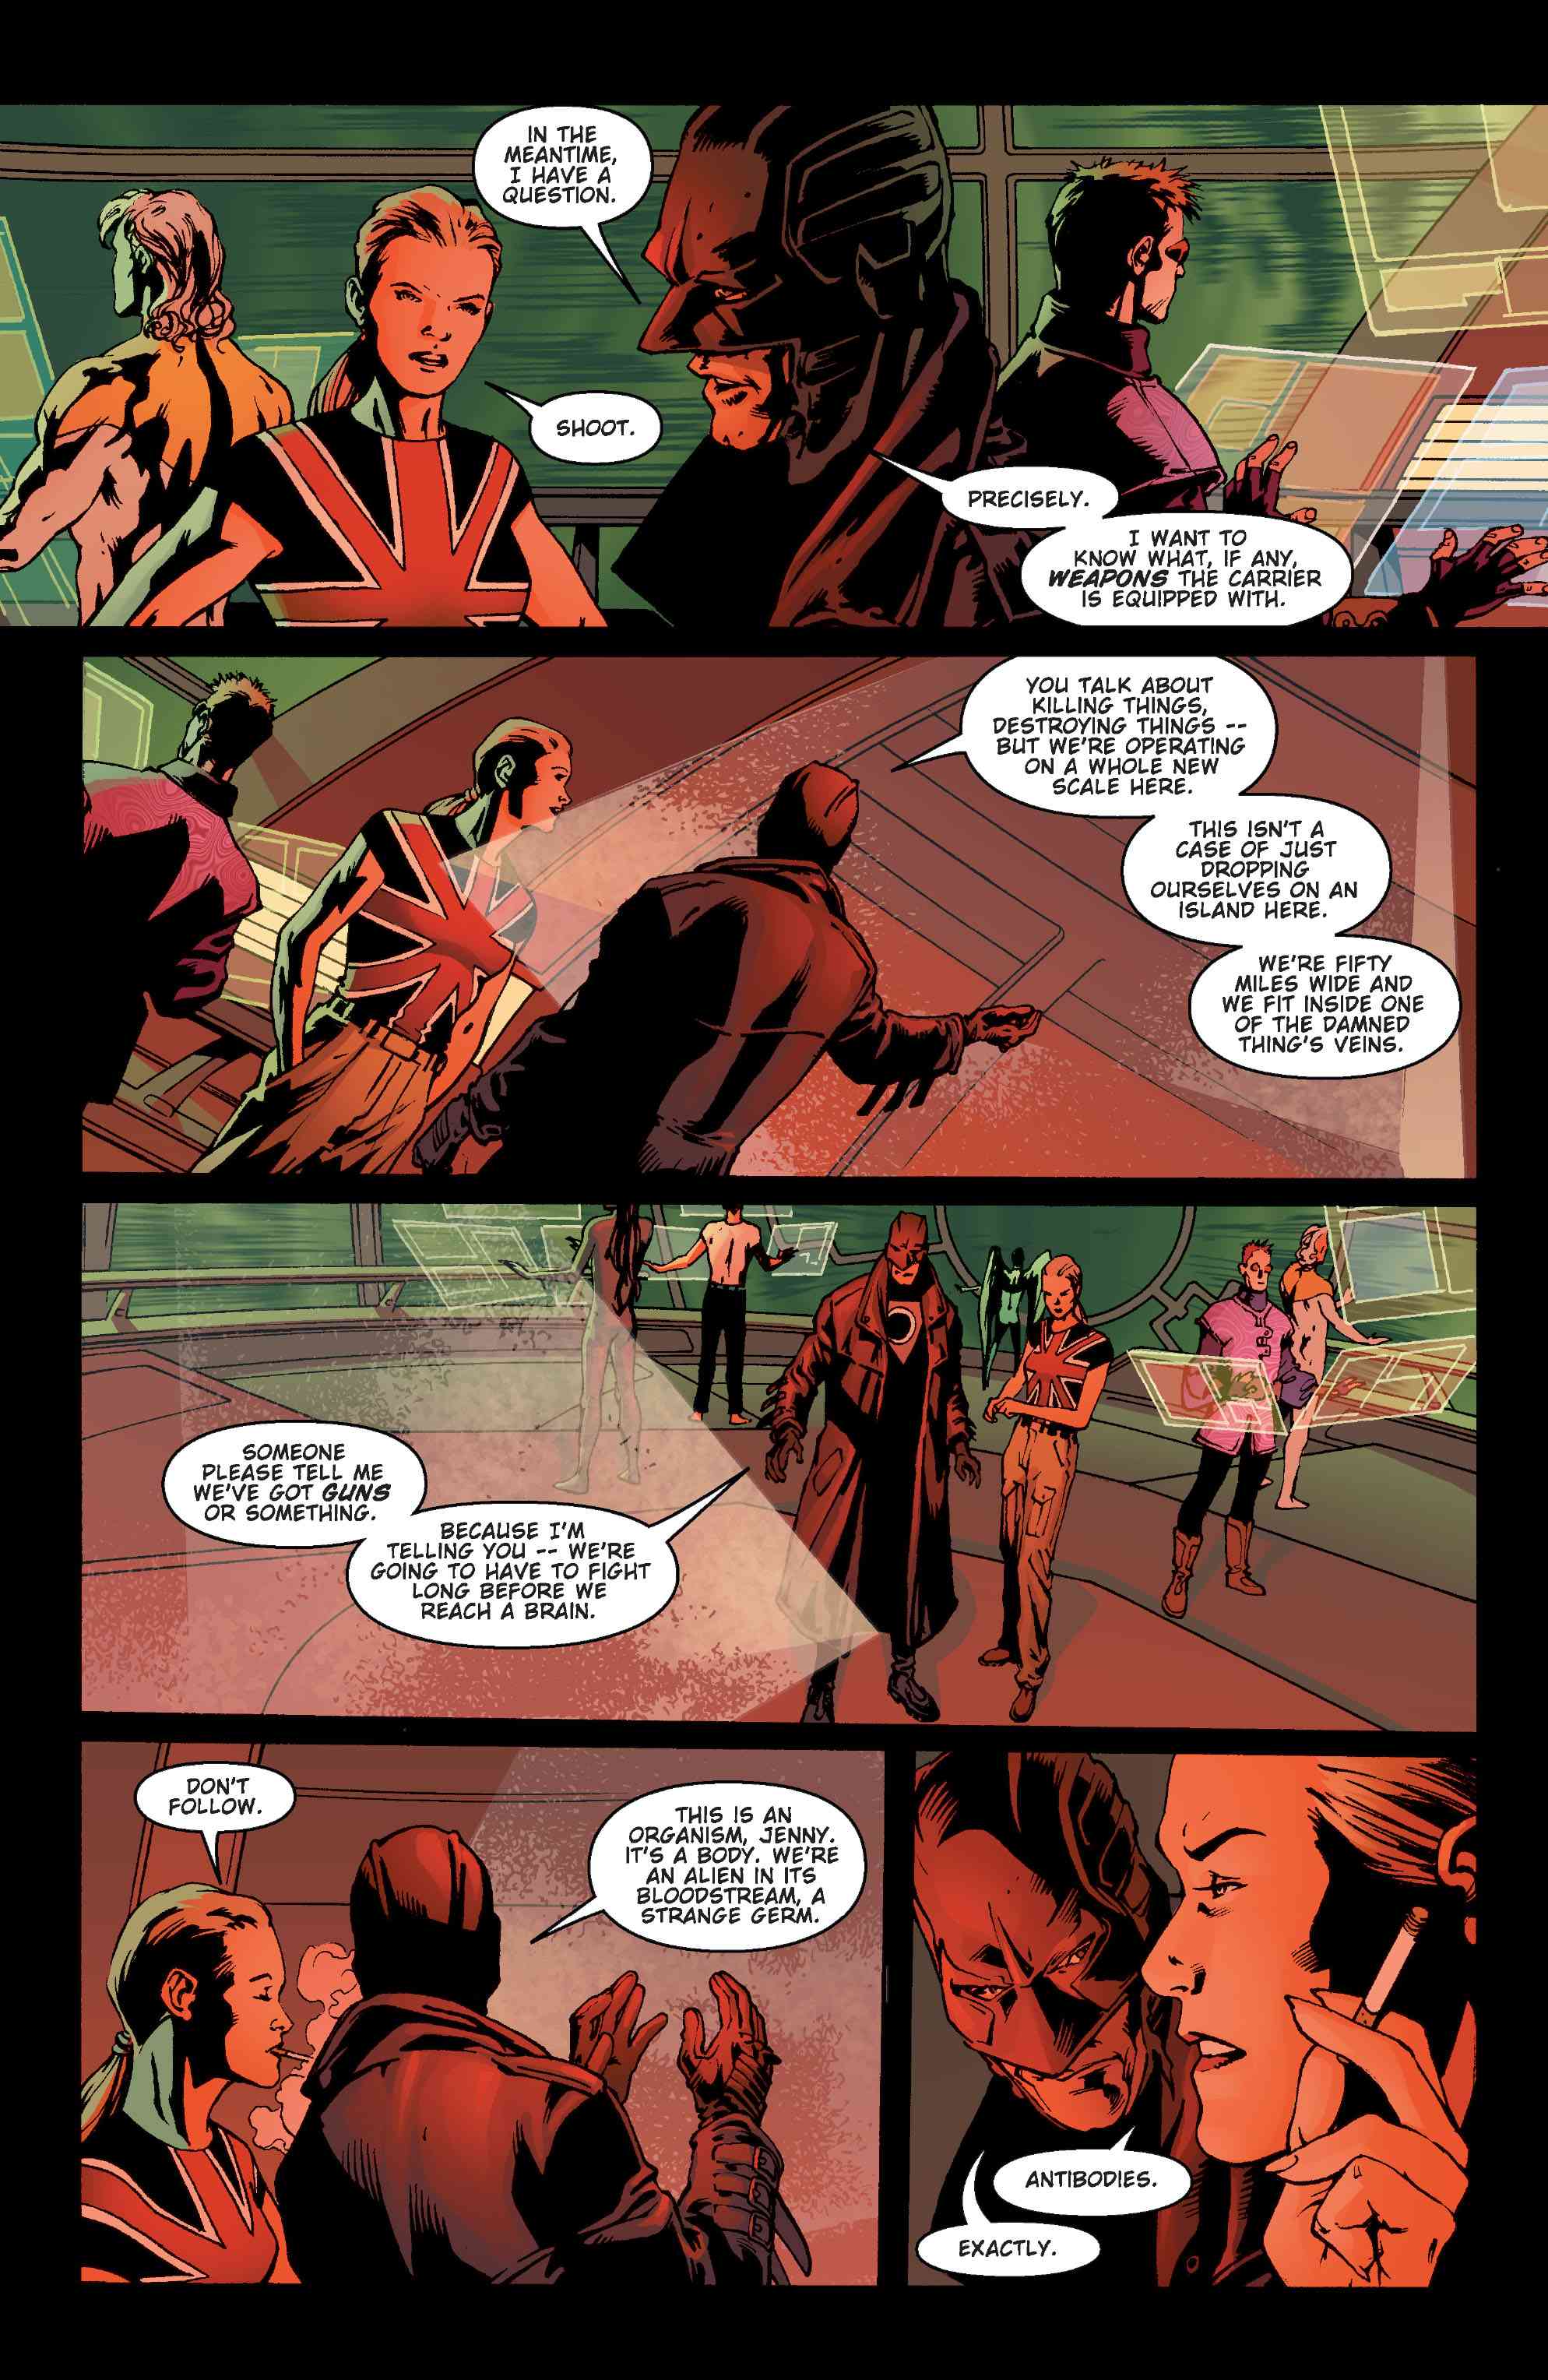 IN THE
MEANTIME,
I HAVE A
QUESTION.
SHOOT.
PRECISELY.
I WANT TO
KNOW WHAT, IF ANY,
WEAPONS THE CARRIER
IS EQUIPPED WITH.
YOU TALK ABOUT
KILLING THINGS,
DESTROYING THINGS --
BUT WE'RE OPERATING
ON A WHOLE NEW
SCALE HERE.
THIS ISN'T A
CASE OF JUST
DROPPING
OURSELVES ON AN
ISLAND HERE.
WE'RE FIFTY
MILES WIDE AND
WE FIT INSIDE ONE
OF THE DAMNED
THING'S VEINS.
SOMEONE
PLEASE TELL ME
WE'VE GOT GUNS
OR SOMETHING.
BECAUSE I'M
TELLING YOU -- WE'RE
GOING TO HAVE TO FIGHT
LONG BEFORE WE
REACH A BRAIN.
DON'T
FOLLOW.
THIS IS AN
ORGANISM, JENNY.
IT'S A BODY. WE'RE
AN ALIEN IN ITS
BLOODSTREAM, A
STRANGE GERM.
ANTIBODIES.
EXACTLY.